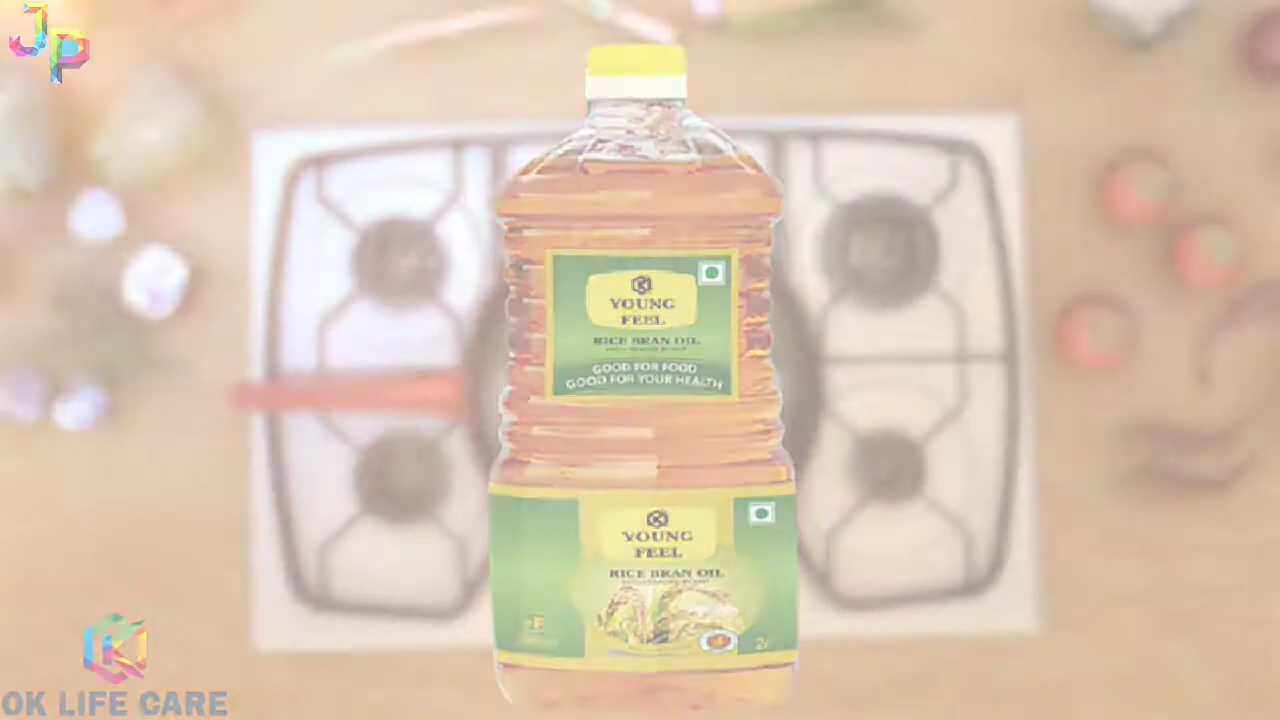 JP
YOUNG
FEEL
RICE BRAN OIL
GOOD FOR FOOD
GOOD FOR YOUR HEALTH
YOUNG
FEEL
RICE BRAN OIL
OK LIFE CARE